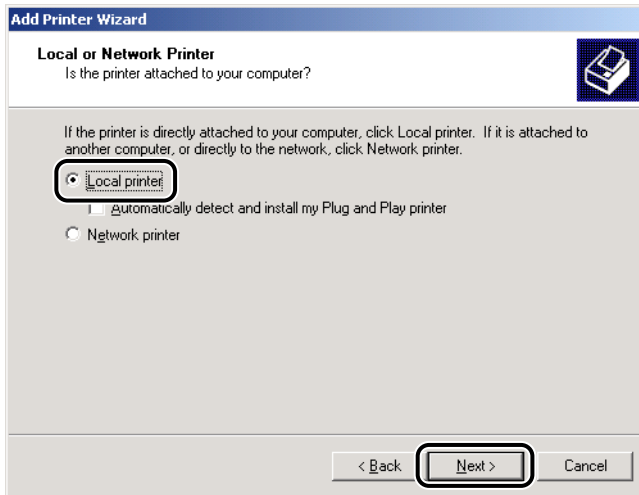 Add Printer Wizard
Local or Network Printer
Is the printer attached to your computer?
If the printer is directly attached to your computer, click Local printer. If it is attached to
another computer, or directly to the network, click Network printer.
Local printer
Automatically detect and install my Plug and Play printer
Network printer
< Back Next > Cancel